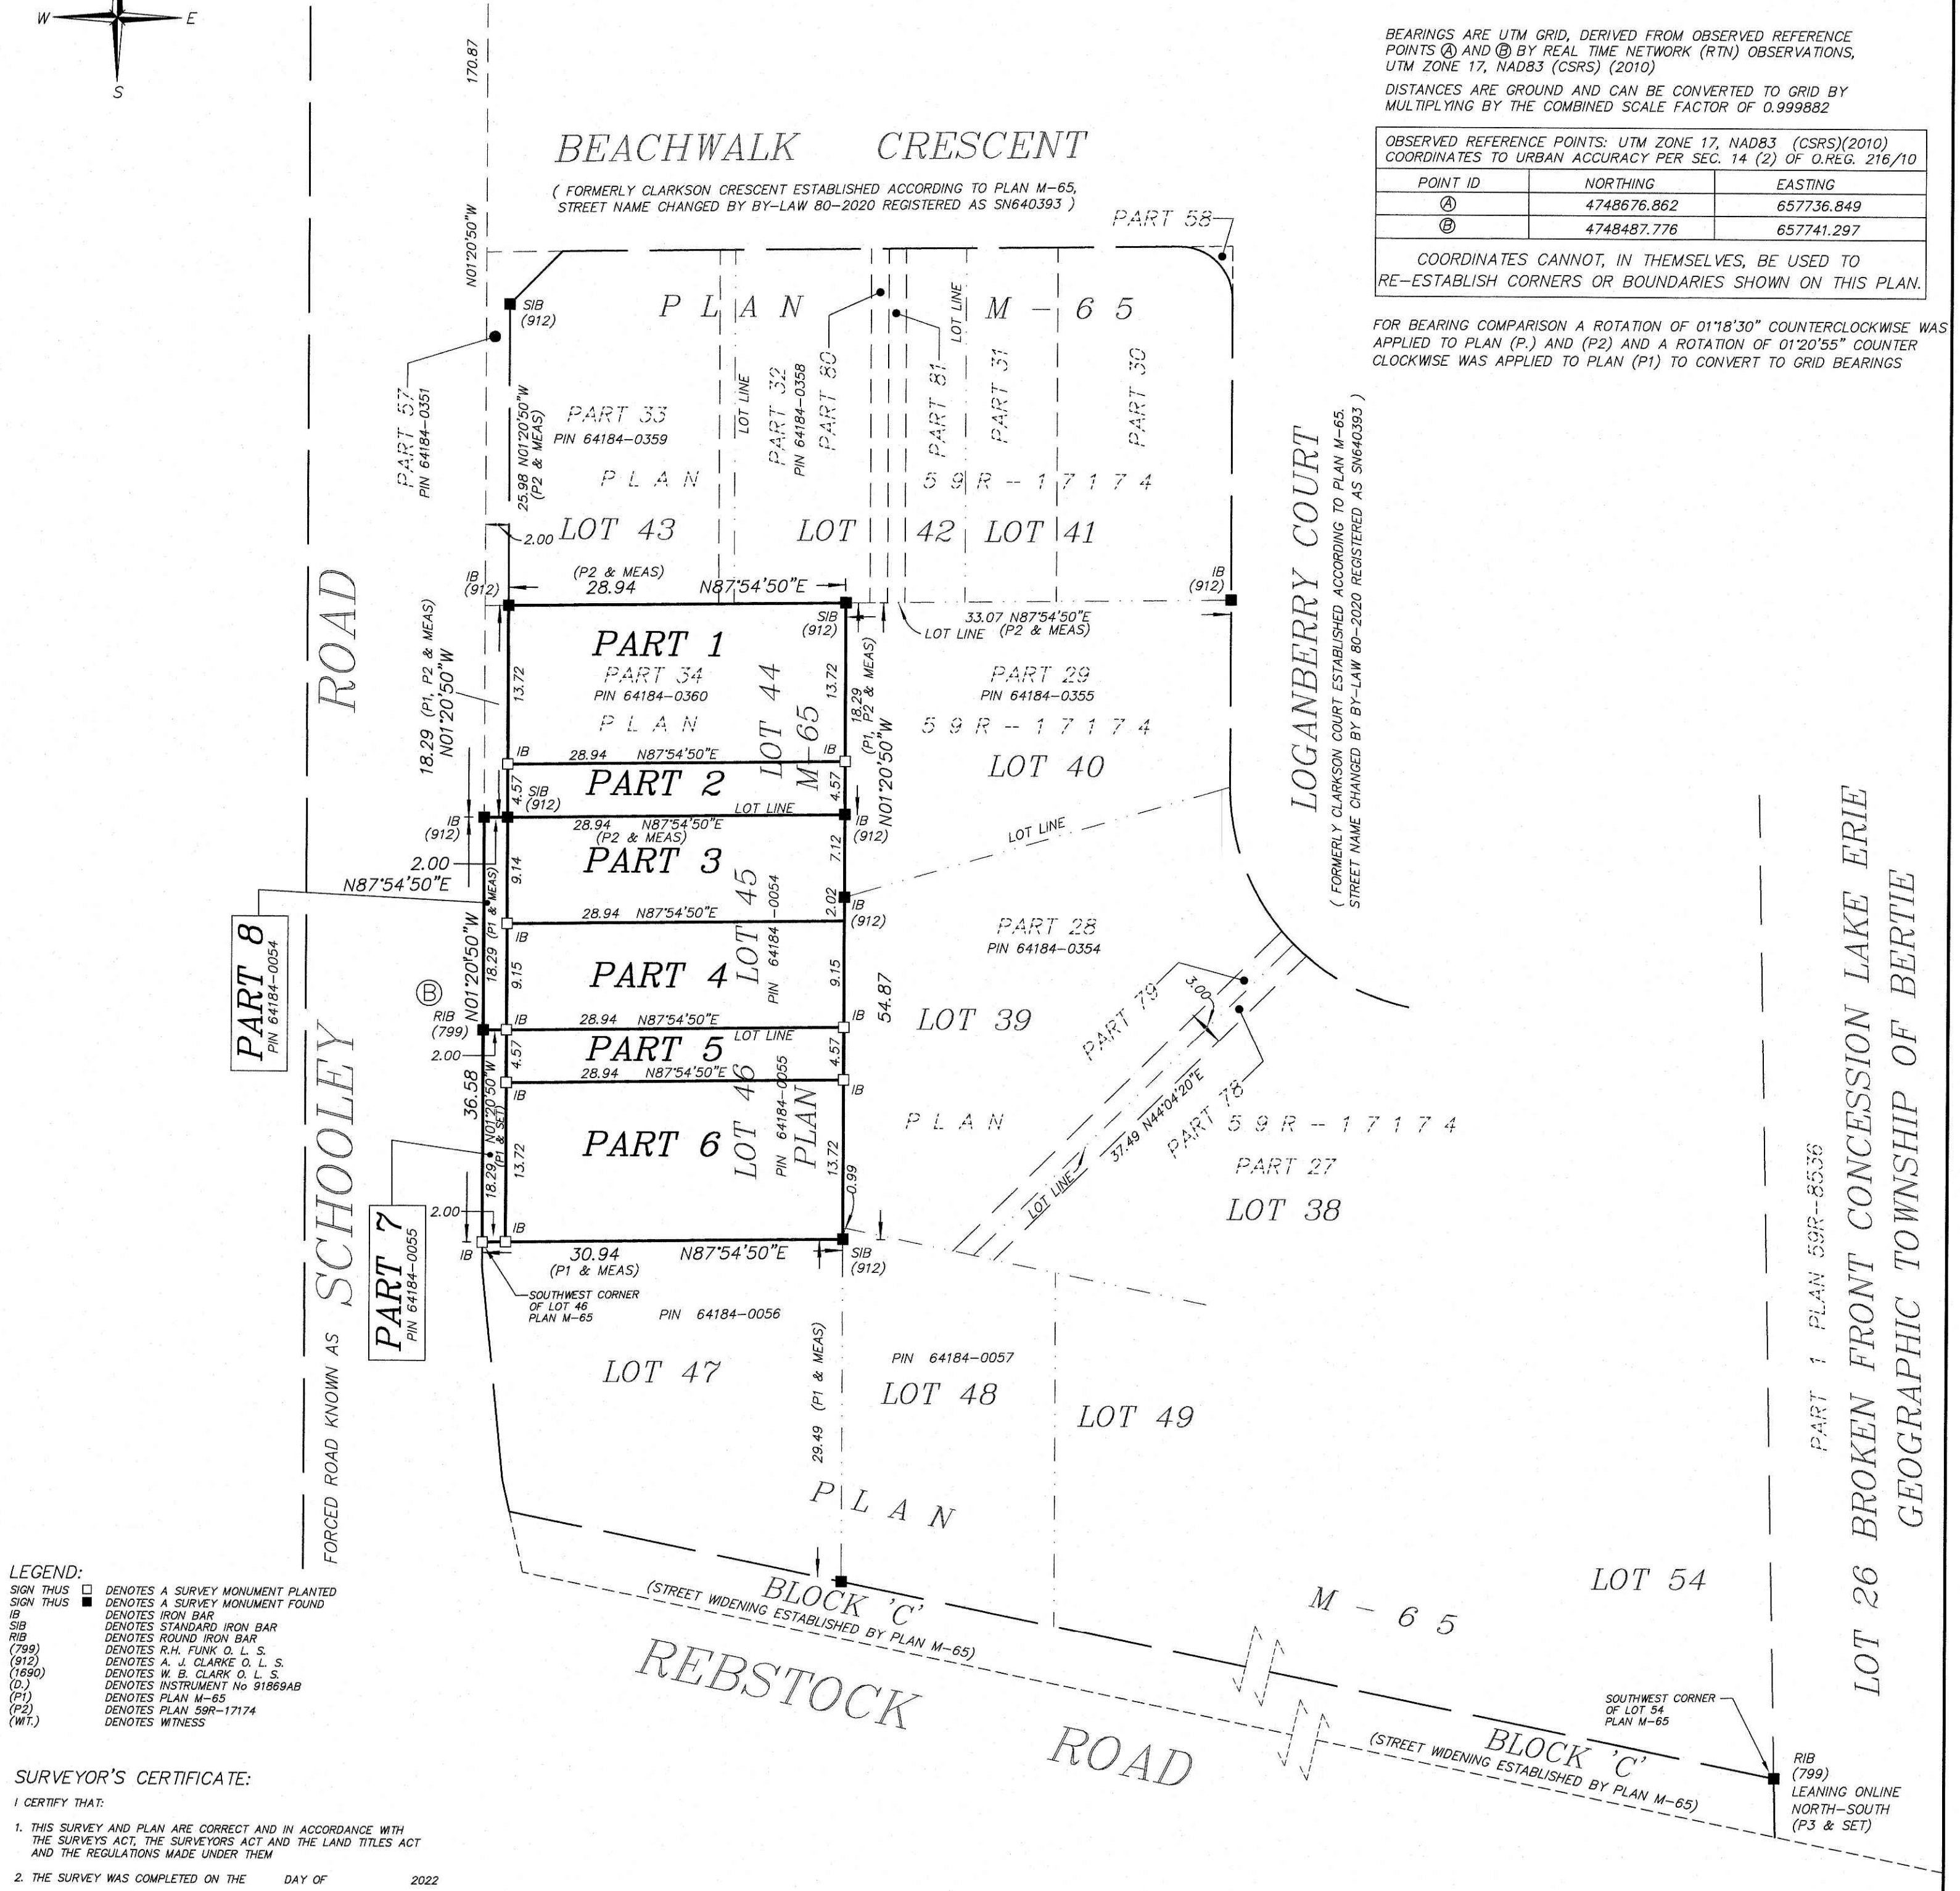 W
E
S
170.87
N01°20'50"W
BEARINGS ARE UTM GRID, DERIVED FROM OBSERVED REFERENCE
POINTS Ⓐ AND Ⓑ BY REAL TIME NETWORK (RTN) OBSERVATIONS,
UTM ZONE 17, NAD83 (CSRS) (2010)
DISTANCES ARE GROUND AND CAN BE CONVERTED TO GRID BY
MULTIPLYING BY THE COMBINED SCALE FACTOR OF 0.999882
OBSERVED REFERENCE POINTS: UTM ZONE 17, NAD83 (CSRS)(2010)
COORDINATES TO URBAN ACCURACY PER SEC. 14 (2) OF O.REG. 216/10
POINT ID NORTHING EASTING
Ⓐ 4748676.862 657736.849
Ⓑ 4748487.776 657741.297
COORDINATES CANNOT, IN THEMSELVES, BE USED TO
RE-ESTABLISH CORNERS OR BOUNDARIES SHOWN ON THIS PLAN.
FOR BEARING COMPARISON A ROTATION OF 01°18'30" COUNTERCLOCKWISE WAS
APPLIED TO PLAN (P.) AND (P2) AND A ROTATION OF 01°20'55" COUNTER
CLOCKWISE WAS APPLIED TO PLAN (P1) TO CONVERT TO GRID BEARINGS
BEACHWALK CRESCENT
( FORMERLY CLARKSON CRESCENT ESTABLISHED ACCORDING TO PLAN M-65,
STREET NAME CHANGED BY BY-LAW 80-2020 REGISTERED AS SN640393 )
PART 58
SIB
(912)
PLAN M-65
PART 57
PIN 64184-0351
25.98 N01°20'50"W
(P2 & MEAS)
PART 33
PIN 64184-0359
LOT LINE
PART 32
PIN 64184-0358
PART 80
PART 81
LOT LINE
PART 31
PART 30
PLAN 59R-17174
2.00
LOT 43
LOT 42
LOT 41
IB
(912)
(P2 & MEAS)
28.94 N87°54'50"E
SIB
(912)
IB
(912)
33.07 N87°54'50"E
LOT LINE (P2 & MEAS)
LOGANBERRY COURT
( FORMERLY CLARKSON COURT ESTABLISHED ACCORDING TO PLAN M-65.
STREET NAME CHANGED BY BY-LAW 80-2020 REGISTERED AS SN640393 )
18.29 (P1, P2 & MEAS)
N01°20'50"W
13.72
PART 1
PART 34
PIN 64184-0360
PLAN
LOT 44
M-65
13.72
18.29
(P1, P2 & MEAS)
N01°20'50"W
PART 29
PIN 64184-0355
59R-17174
LOT 40
IB
28.94 N87°54'50"E
IB
4.57
SIB
(912)
PART 2
4.57
LOT LINE
IB
(912)
28.94 N87°54'50"E
(P2 & MEAS)
IB
(912)
LOT LINE
2.00
N87°54'50"E
9.14
PART 3
7.12
2.02
IB
(912)
LOT 45
PIN 64184-0054
28.94 N87°54'50"E
IB
PART 8
PIN 64184-0054
N01°20'50"W
18.29 (P1 & MEAS)
Ⓑ
RIB
(799)
9.15
PART 4
9.15
54.87
IB
IB
28.94 N87°54'50"E
LOT LINE
PART 28
PIN 64184-0354
LOT 39
PART 79
3.00
PART 78
37.49 N44°04'20"E
LOT LINE
2.00
4.57
PART 5
4.57
28.94 N87°54'50"E
IB
IB
36.58
18.29 N01°20'50"W
(P1 & SET)
13.72
PART 6
LOT 46
PIN 64184-0055
PLAN
13.72
0.99
PLAN 59R-17174
PART 27
LOT 38
PART 7
PIN 64184-0055
2.00
IB
IB
30.94 N87°54'50"E
(P1 & MEAS)
SIB
(912)
SOUTHWEST CORNER
OF LOT 46
PLAN M-65
PIN 64184-0056
LOT 47
29.49 (P1 & MEAS)
PIN 64184-0057
LOT 48
LOT 49
PLAN
M-65
LOT 54
FORCED ROAD KNOWN AS SCHOOLEY ROAD
PART 1 PLAN 59R-8536
LOT 26 BROKEN FRONT CONCESSION LAKE ERIE
GEOGRAPHIC TOWNSHIP OF BERTIE
BLOCK 'C'
(STREET WIDENING ESTABLISHED BY PLAN M-65)
REBSTOCK ROAD
BLOCK 'C'
(STREET WIDENING ESTABLISHED BY PLAN M-65)
SOUTHWEST CORNER
OF LOT 54
PLAN M-65
RIB
(799)
LEANING ONLINE
NORTH-SOUTH
(P3 & SET)
LEGEND:
SIGN THUS □ DENOTES A SURVEY MONUMENT PLANTED
SIGN THUS ■ DENOTES A SURVEY MONUMENT FOUND
IB DENOTES IRON BAR
SIB DENOTES STANDARD IRON BAR
RIB DENOTES ROUND IRON BAR
(799) DENOTES R.H. FUNK O. L. S.
(912) DENOTES A. J. CLARKE O. L. S.
(1690) DENOTES W. B. CLARK O. L. S.
(D.) DENOTES INSTRUMENT No 91869AB
(P1) DENOTES PLAN M-65
(P2) DENOTES PLAN 59R-17174
(WIT.) DENOTES WITNESS
SURVEYOR'S CERTIFICATE:
I CERTIFY THAT:
1. THIS SURVEY AND PLAN ARE CORRECT AND IN ACCORDANCE WITH
THE SURVEYS ACT, THE SURVEYORS ACT AND THE LAND TITLES ACT
AND THE REGULATIONS MADE UNDER THEM
2. THE SURVEY WAS COMPLETED ON THE DAY OF 2022